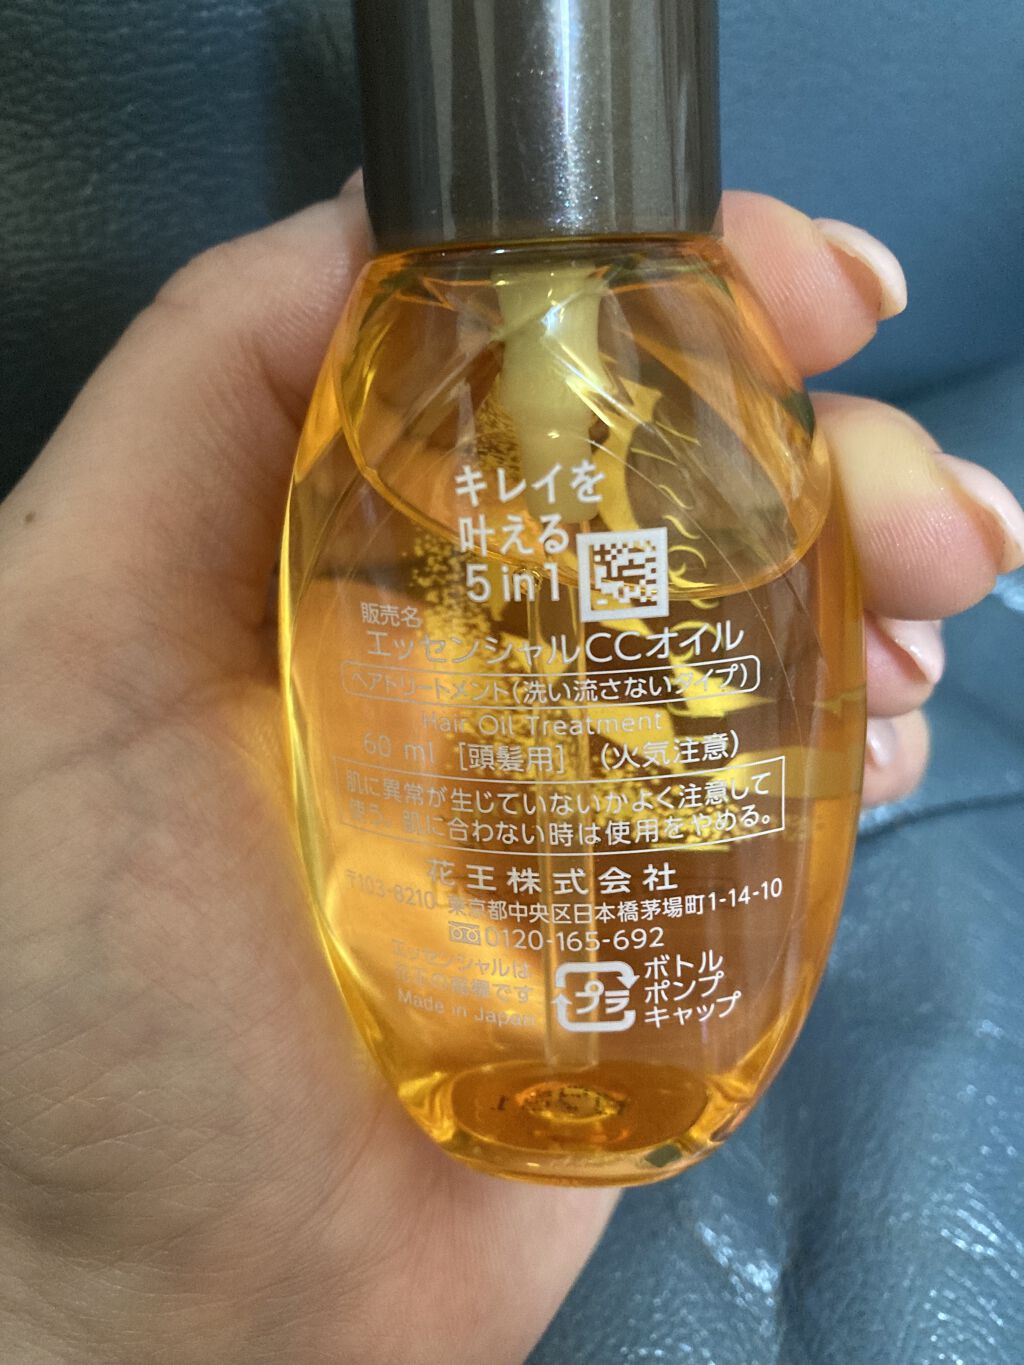 キレイを
叶える
5 in 1
販売名
エッセンシャルCCオイル
ヘアトリートメント(洗い流さないタイプ)
Hair Oil Treatment
60 ml [頭髪用] (火気注意)
肌に異常が生じていないかよく注意して
使う。肌に合わない時は使用をやめる。
花王株式会社
〒103-8210 東京都中央区日本橋茅場町1-14-10
0120-165-692
エッセンシャルは
花王の商標です
Made in Japan
プラ
ボトル
ポンプ
キャップ